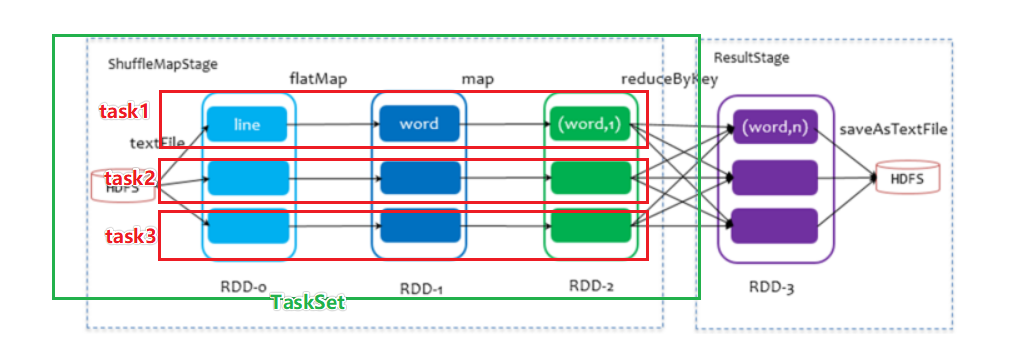 ShuffleMapStage
ResultStage
flatMap
map
reduceByKey
task1
line
word
(word,1)
(word,n)
textFile
saveAsTextFile
task2
HDFS
HDFS
task3
RDD-0
RDD-1
RDD-2
RDD-3
TaskSet